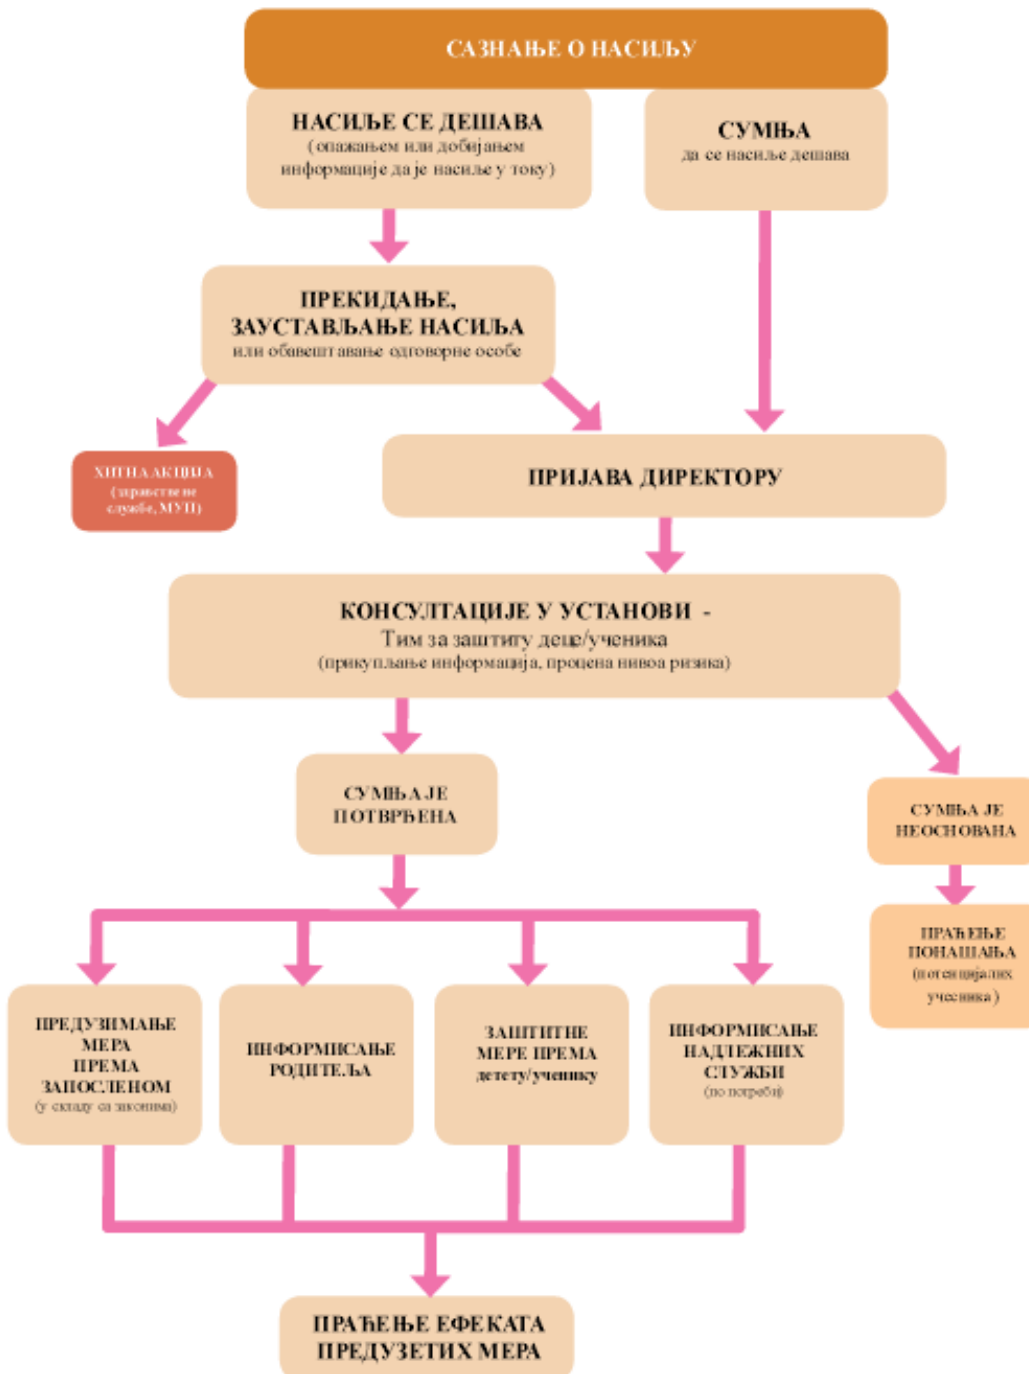 САЗНАЊЕ О НАСИЉУ
НАСИЉЕ СЕ ДЕШАВА
(опажањем или добијањем
информације да је насиље у току)
СУМЊА
да се насиље дешава
ПРЕКИДАЊЕ,
ЗАУСТАВЉАЊЕ НАСИЉА
или обавештавање одговорне особе
ХИТНА АКЦИЈА
(здравствене
службе, МУП)
ПРИЈАВА ДИРЕКТОРУ
КОНСУЛТАЦИЈЕ У УСТАНОВИ -
Тим за заштиту деце/ученика
(прикупљање информација, процена нивоа ризика)
СУМЊА ЈЕ
ПОТВРЂЕНА
СУМЊА ЈЕ
НЕОСНОВАНА
ПРАЋЕЊЕ
ПОНАШАЊА
(потенцијалих
учесника )
ПРЕДУЗИМАЊЕ
МЕРА
ПРЕМА
ЗАПОСЛЕНОМ
(у складу са законима)
ИНФОРМИСАЊЕ
РОДИТЕЉА
ЗАШТИТНЕ
МЕРЕ ПРЕМА
детету/ученику
ИНФОРМИСАЊЕ
НАДЛЕЖНИХ
СЛУЖБИ
(по потреби)
ПРАЋЕЊЕ ЕФЕКАТА
ПРЕДУЗЕТИХ МЕРА